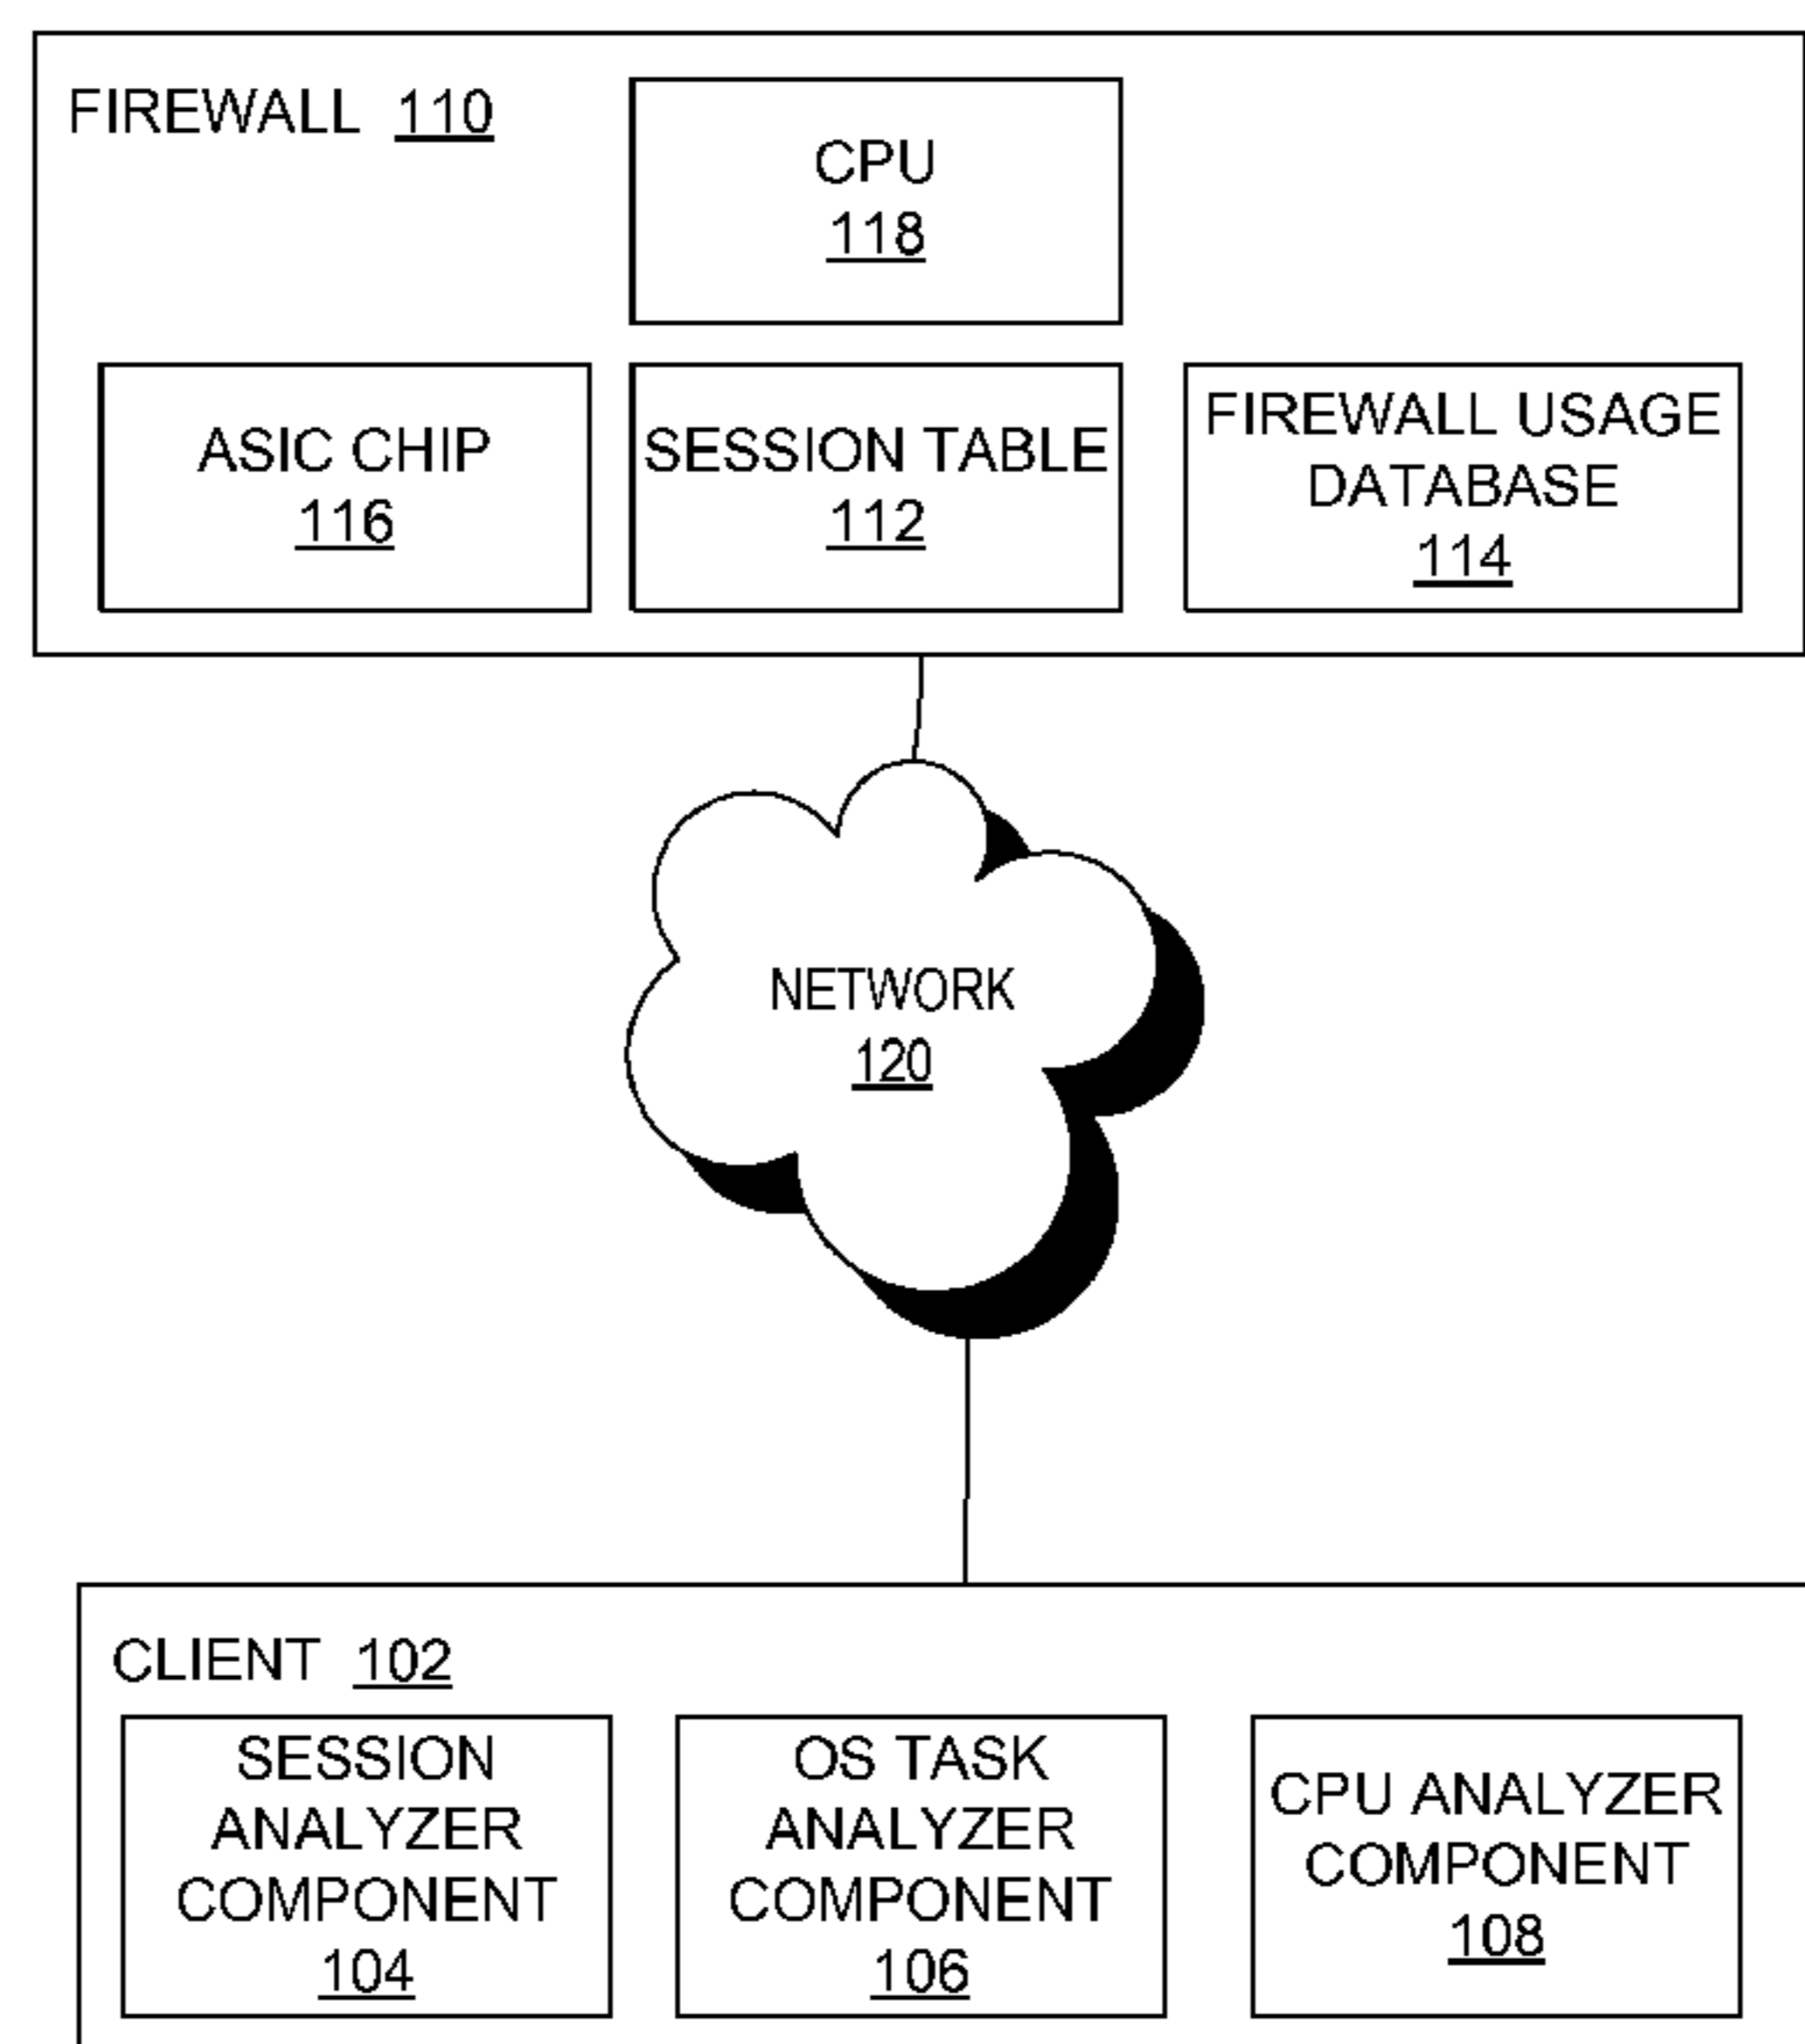 FIREWALL 110
CPU
118
ASIC CHIP
116
SESSION TABLE
112
FIREWALL USAGE
DATABASE
114
NETWORK
120
CLIENT 102
SESSION
ANALYZER
COMPONENT
104
OS TASK
ANALYZER
COMPONENT
106
CPU ANALYZER
COMPONENT
108